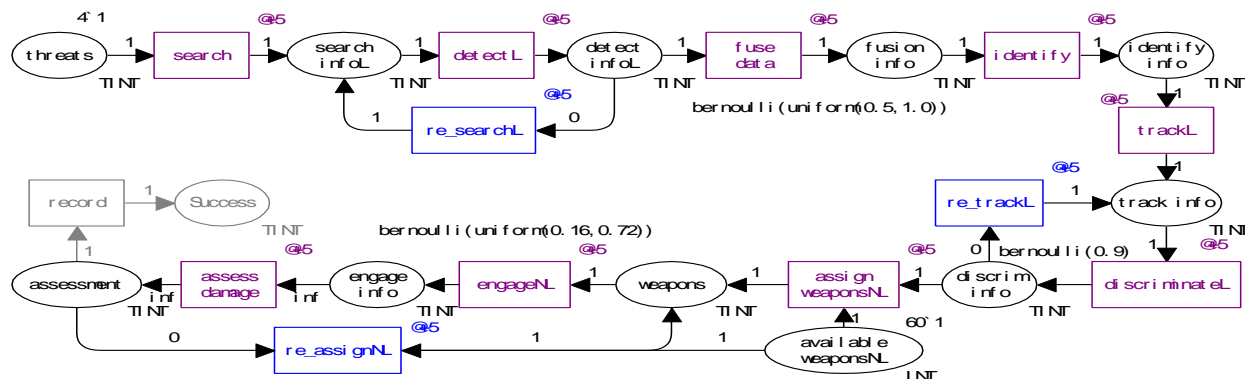 4`1 @+5 @+5 @+5 @+5
threats 1 search 1 search infoL 1 detectL 1 detect infoL 1 fuse data 1 fusion info 1 identify 1 identify info
TINT TINT TINT TINT TINT
@+5 bernoulli(uniform(0.5,1.0)) 1 @+5
1 re_searchL 0 trackL
@+5 1
record 1 Success re_trackL 1 track info
TINT TINT
1 bernoulli(uniform(0.16,0.72)) 0 bernoulli(0.9) 1 @+5
@+5 @+5 @+5
assessment inf assess damage inf engage info 1 engageNL 1 weapons 1 assign weaponsNL 1 discrim info 1 discriminateL
TINT TINT TINT TINT
@+5 1 60`1
0 re_assignNL 1 1 available weaponsNL
INT